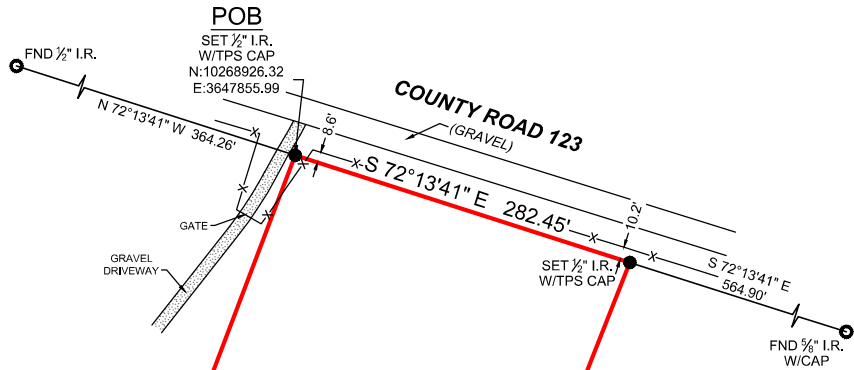 POB
SET ½" I.R.
W/TPS CAP
N:10268926.32
E:3647855.99
FND ½" I.R.
N 72°13'41" W 364.26'
COUNTY ROAD 123
(GRAVEL)
8.6'
S 72°13'41" E 282.45'
10.2'
GATE
GRAVEL
DRIVEWAY
SET ½" I.R.
W/TPS CAP
S 72°13'41" E
564.90'
FND ⅝" I.R.
W/CAP